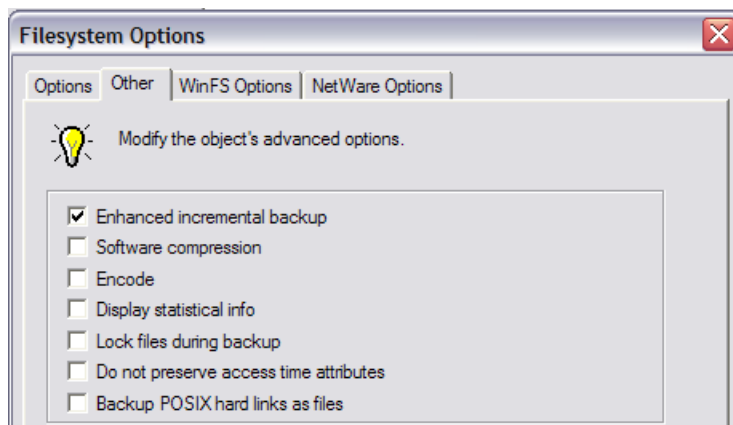 Filesystem Options
Options Other WinFS Options NetWare Options
Modify the object's advanced options.
Enhanced incremental backup
Software compression
Encode
Display statistical info
Lock files during backup
Do not preserve access time attributes
Backup POSIX hard links as files